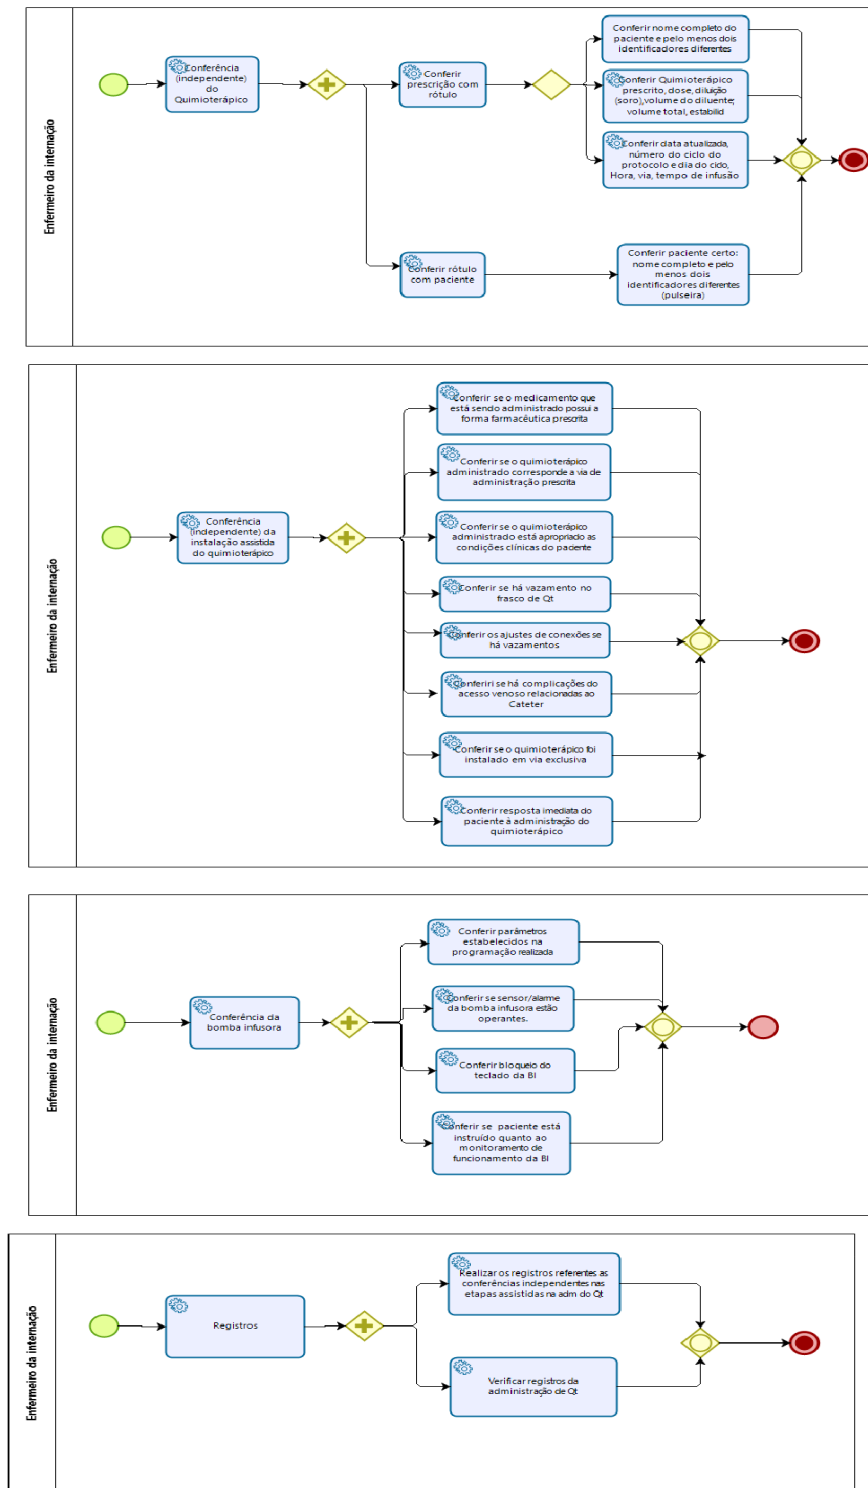 Enfermeiro da internação
Conferência
(independente)
do
Quimioterápico
Conferir
prescrição com
rótulo
Conferir nome completo do
paciente e pelo menos dois
identificadores diferentes
Conferir Quimioterápico
prescrito, dose, diluição
(soro),volume do diluente;
volume total, estabilid
Conferir data atualizada,
número do ciclo do
protocolo e dia do ciclo,
Hora, via, tempo de infusão
Conferir rótulo
com paciente
Conferir paciente certo:
nome completo e pelo
menos dois
identificadores diferentes
(pulseira)
Enfermeiro da internação
Conferência
(independente) da
instalação assistida
do quimioterápico
Conferir se o medicamento que
está sendo administrado possui a
forma farmacêutica prescrita
Conferir se o quimioterápico
administrado corresponde a via de
administração prescrita
Conferir se o quimioterápico
administrado está apropriado as
condições clínicas do paciente
Conferir se há vazamento no
frasco de Qt
Conferir os ajustes de conexões se
há vazamentos
Conferiri se há complicações do
acesso venoso relacionadas ao
Cateter
Conferir se o quimioterápico foi
instalado em via exclusiva
Conferir resposta imediata do
paciente à administração do
quimioterápico
Enfermeiro da internação
Conferência da
bomba infusora
Conferir parâmetros
estabelecidos na
programação realizada
Conferir se sensor/alarme
da bomba infusora estão
operantes.
Conferir bloqueio do
teclado da BI
Conferir se paciente está
instruído quanto ao
monitoramento de
funcionamento da BI
Enfermeiro da internação
Registros
Realizar os registros referentes as
conferências independentes nas
etapas assistidas na adm do Qt
Verificar registros da
administração de Qt